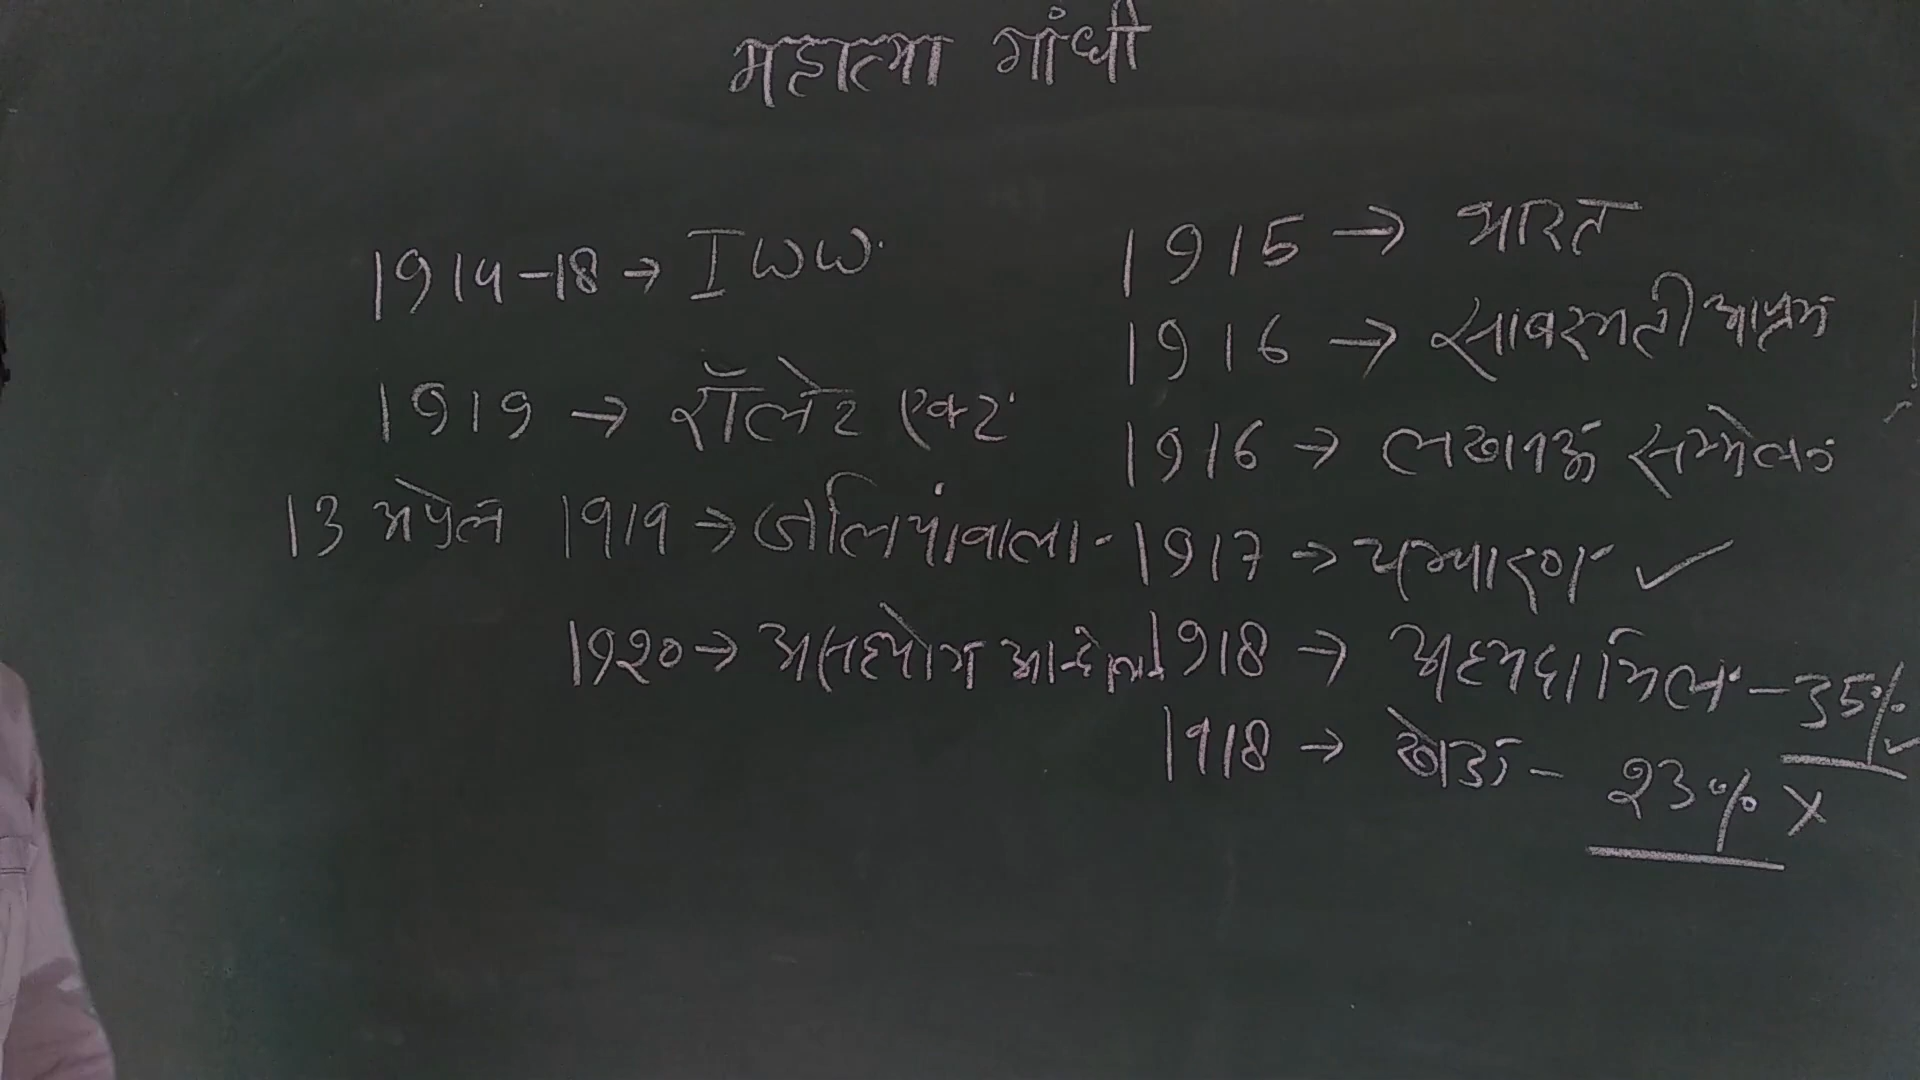 महात्मा गांधी
1914-18 → I WW.
1919 → रॉलेट एक्ट
13 अप्रेल 1919 → जलियांवाला -
1920 → असहयोग आन्दोलन
1915 → भारत
1916 → साबरमती आश्रम
1916 → लखनऊ सम्मेलन
1917 → चम्पारण ✓
1918 → अहमदा मिल - 35% ✓
1918 → खेडा - 23% X